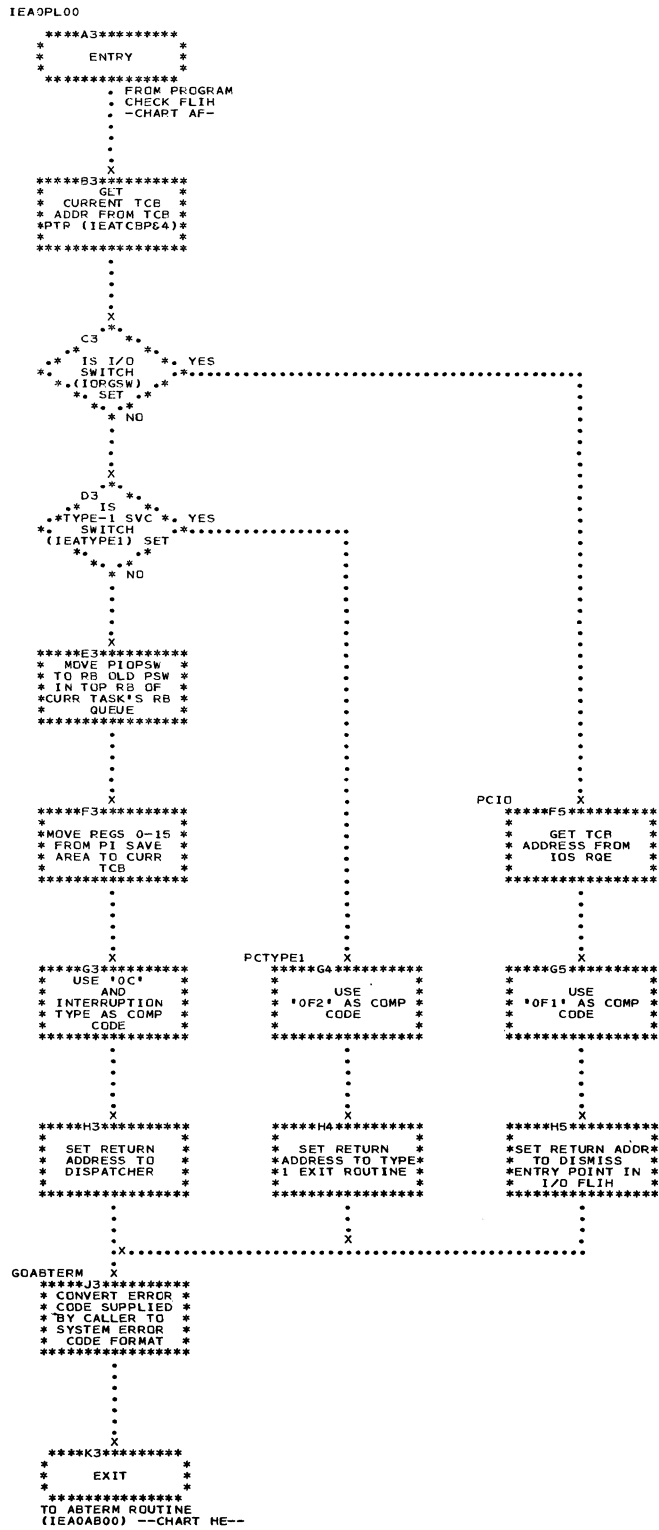 IEA0PL00
****A3*********
ENTRY
FROM PROGRAM
CHECK FLIH
-CHART AF-
*****B3**********
GET
CURRENT TCB
ADDR FROM TCB
PTR (IEATCBP&4)
C3
IS I/O
SWITCH
(IORGSW)
SET
YES
NO
D3
IS
TYPE-1 SVC
SWITCH
(IEATYPE1) SET
YES
NO
*****E3**********
MOVE PIOPSW
TO RB OLD PSW
IN TOP RB OF
CURR TASK'S RB
QUEUE
*****F3**********
MOVE REGS 0-15
FROM PI SAVE
AREA TO CURR
TCB
PCIO
*****F5**********
GET TCB
ADDRESS FROM
IOS RQE
*****G3**********
USE '0C'
AND
INTERRUPTION
TYPE AS COMP
CODE
PCTYPE1
*****G4**********
USE
'0F2' AS COMP
CODE
*****G5**********
USE
'0F1' AS COMP
CODE
*****H3**********
SET RETURN
ADDRESS TO
DISPATCHER
*****H4**********
SET RETURN
ADDRESS TO TYPE
1 EXIT ROUTINE
*****H5**********
SET RETURN ADDR
TO DISMISS
ENTRY POINT IN
I/O FLIH
GOABTERM
*****J3**********
CONVERT ERROR
CODE SUPPLIED
BY CALLER TO
SYSTEM ERROR
CODE FORMAT
****K3*********
EXIT
TO ABTERM ROUTINE
(IEA0AB00) --CHART HE--